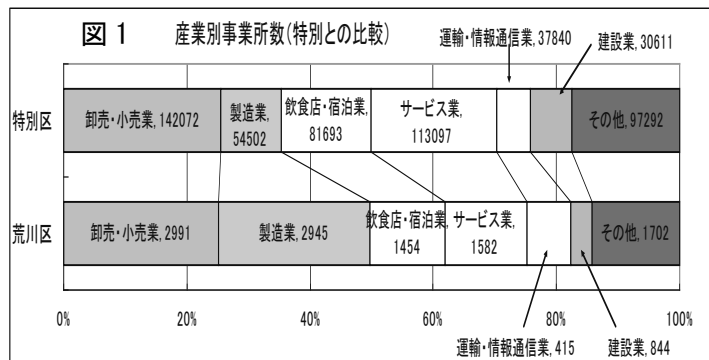 図 1 産業別事業所数(特別との比較)
運輸・情報通信業,37840
建設業,30611
特別区
卸売・小売業,142072
製造業,
54502
飲食店・宿泊業,
81693
サービス業,
113097
その他,97292
荒川区
卸売・小売業,2991
製造業,2945
飲食店・宿泊業,
1454
サービス業,
1582
その他,1702
0% 20% 40% 60% 80% 100%
運輸・情報通信業,415
建設業,844